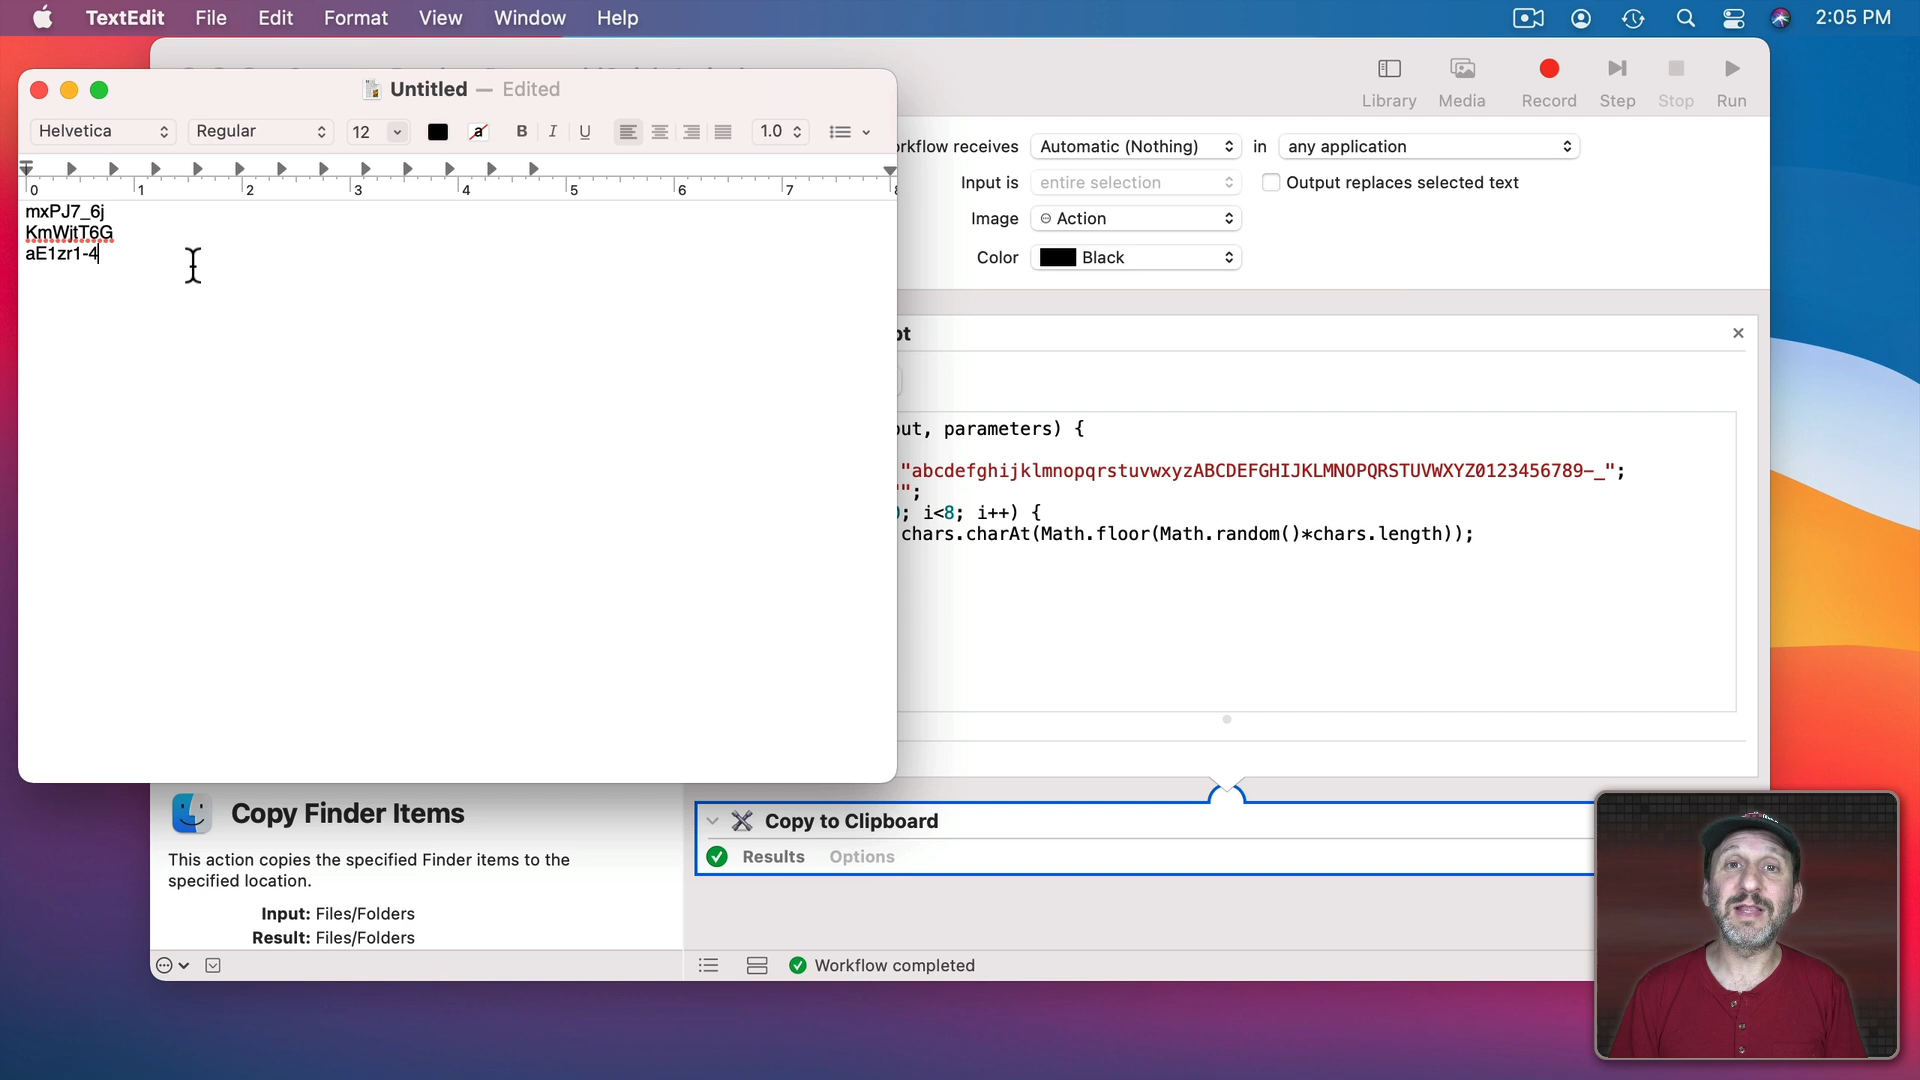 TextEdit File Edit Format View Window Help 2:05 PM
Untitled — Edited
Library Media Record Step Stop Run
Helvetica Regular 12 a B I U 1.0
0 1 2 3 4 5 6 7
mxPJ7_6j
KmWjtT6G
aE1zr1-4
receives Automatic (Nothing) in any application
Input is entire selection Output replaces selected text
Image Action
Color Black
parameters) {
"abcdefghijklmnopqrstuvwxyzABCDEFGHIJKLMNOPQRSTUVWXYZ0123456789-_";
";
; i<8; i++) {
chars.charAt(Math.floor(Math.random()*chars.length));
Copy Finder Items
This action copies the specified Finder items to the
specified location.
Input: Files/Folders
Result: Files/Folders
Copy to Clipboard
Results Options
Workflow completed